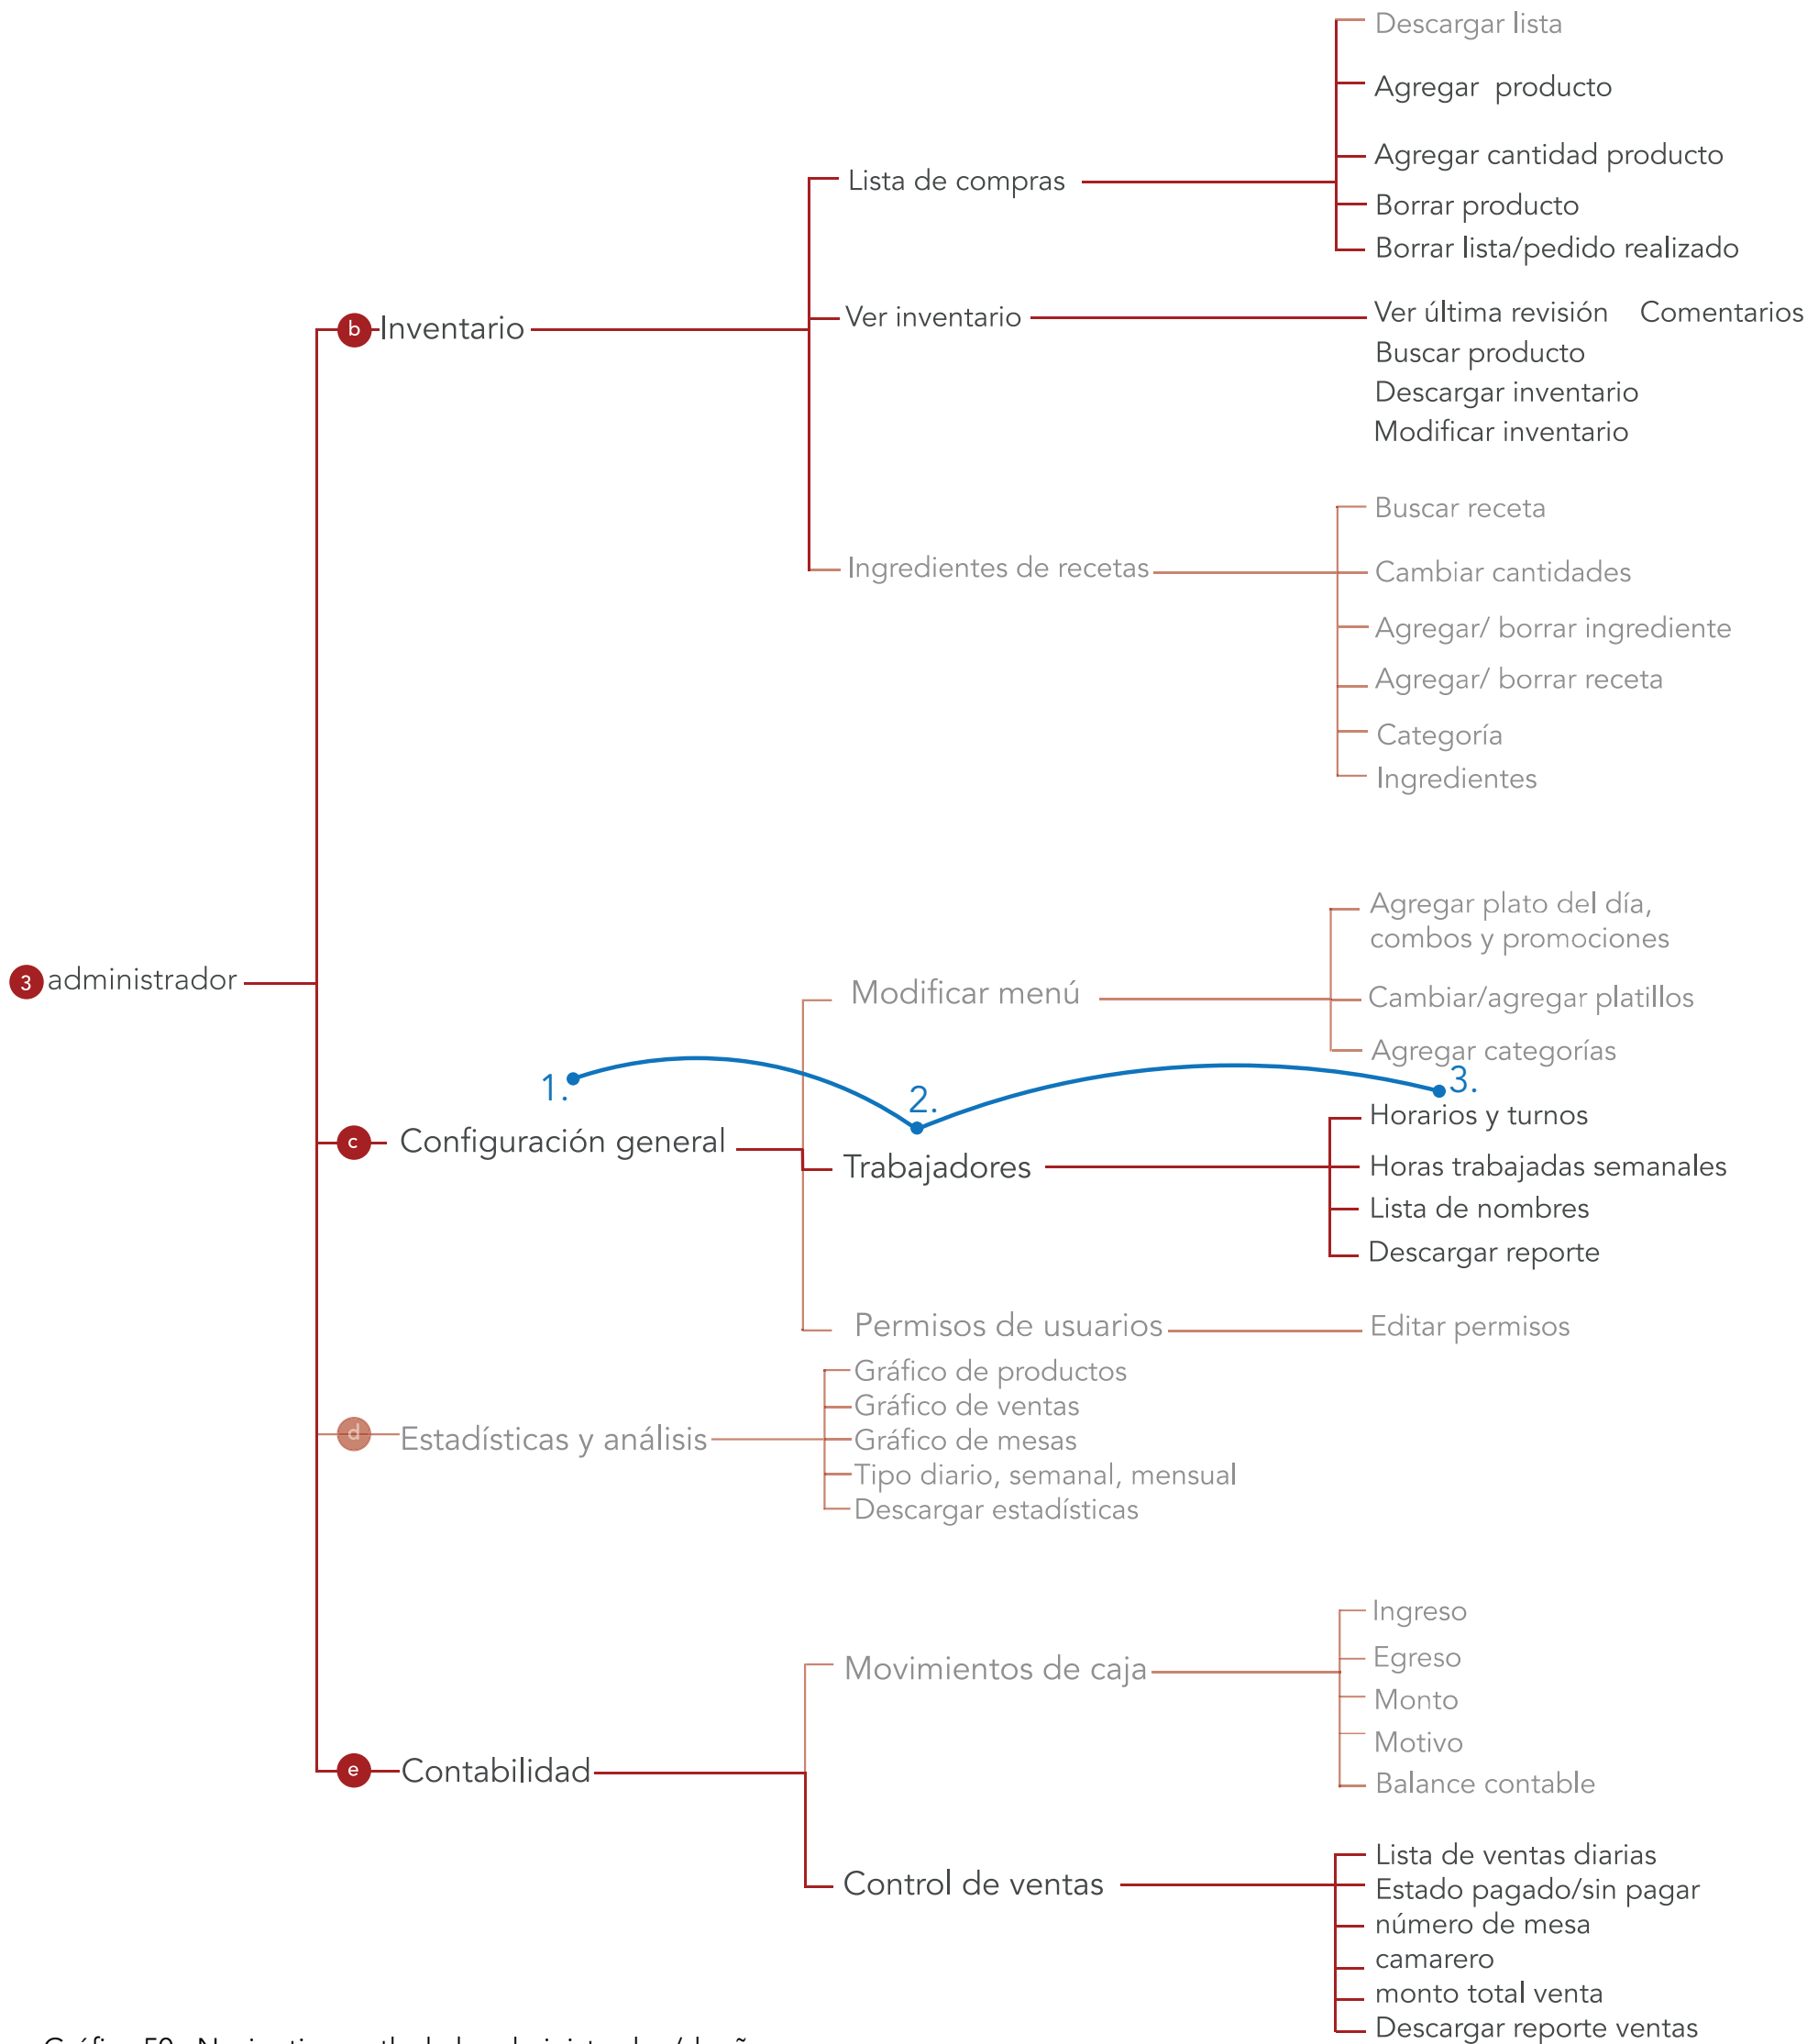 Descargar lista
Agregar producto
Agregar cantidad producto
Lista de compras
Borrar producto
Borrar lista/pedido realizado
b Inventario
Ver inventario
Ver última revisión Comentarios
Buscar producto
Descargar inventario
Modificar inventario
Buscar receta
Ingredientes de recetas
Cambiar cantidades
Agregar/ borrar ingrediente
Agregar/ borrar receta
Categoría
Ingredientes
3 administrador
Agregar plato del día,
combos y promociones
Modificar menú
Cambiar/agregar platillos
Agregar categorías
1.
2.
3.
c Configuración general
Trabajadores
Horarios y turnos
Horas trabajadas semanales
Lista de nombres
Descargar reporte
Permisos de usuarios
Editar permisos
d Estadísticas y análisis
Gráfico de productos
Gráfico de ventas
Gráfico de mesas
Tipo diario, semanal, mensual
Descargar estadísticas
Ingreso
Movimientos de caja
Egreso
Monto
Motivo
Balance contable
e Contabilidad
Control de ventas
Lista de ventas diarias
Estado pagado/sin pagar
número de mesa
camarero
monto total venta
Descargar reporte ventas